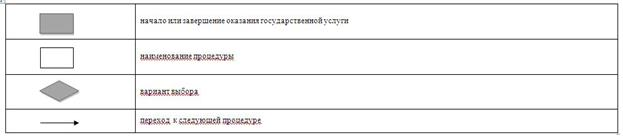 начало или завершение оказания государственной услуги
наименование процедуры
вариант выбора
переход к следующей процедуре